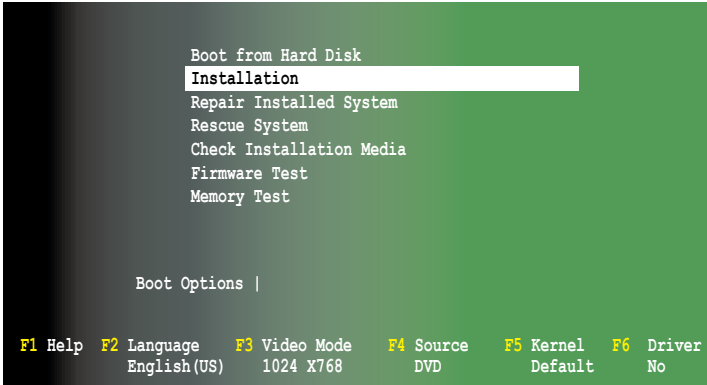 Boot from Hard Disk
Installation
Repair Installed System
Rescue System
Check Installation Media
Firmware Test
Memory Test
Boot Options |
F1 Help F2 Language F3 Video Mode F4 Source F5 Kernel F6 Driver
English(US) 1024 X768 DVD Default No